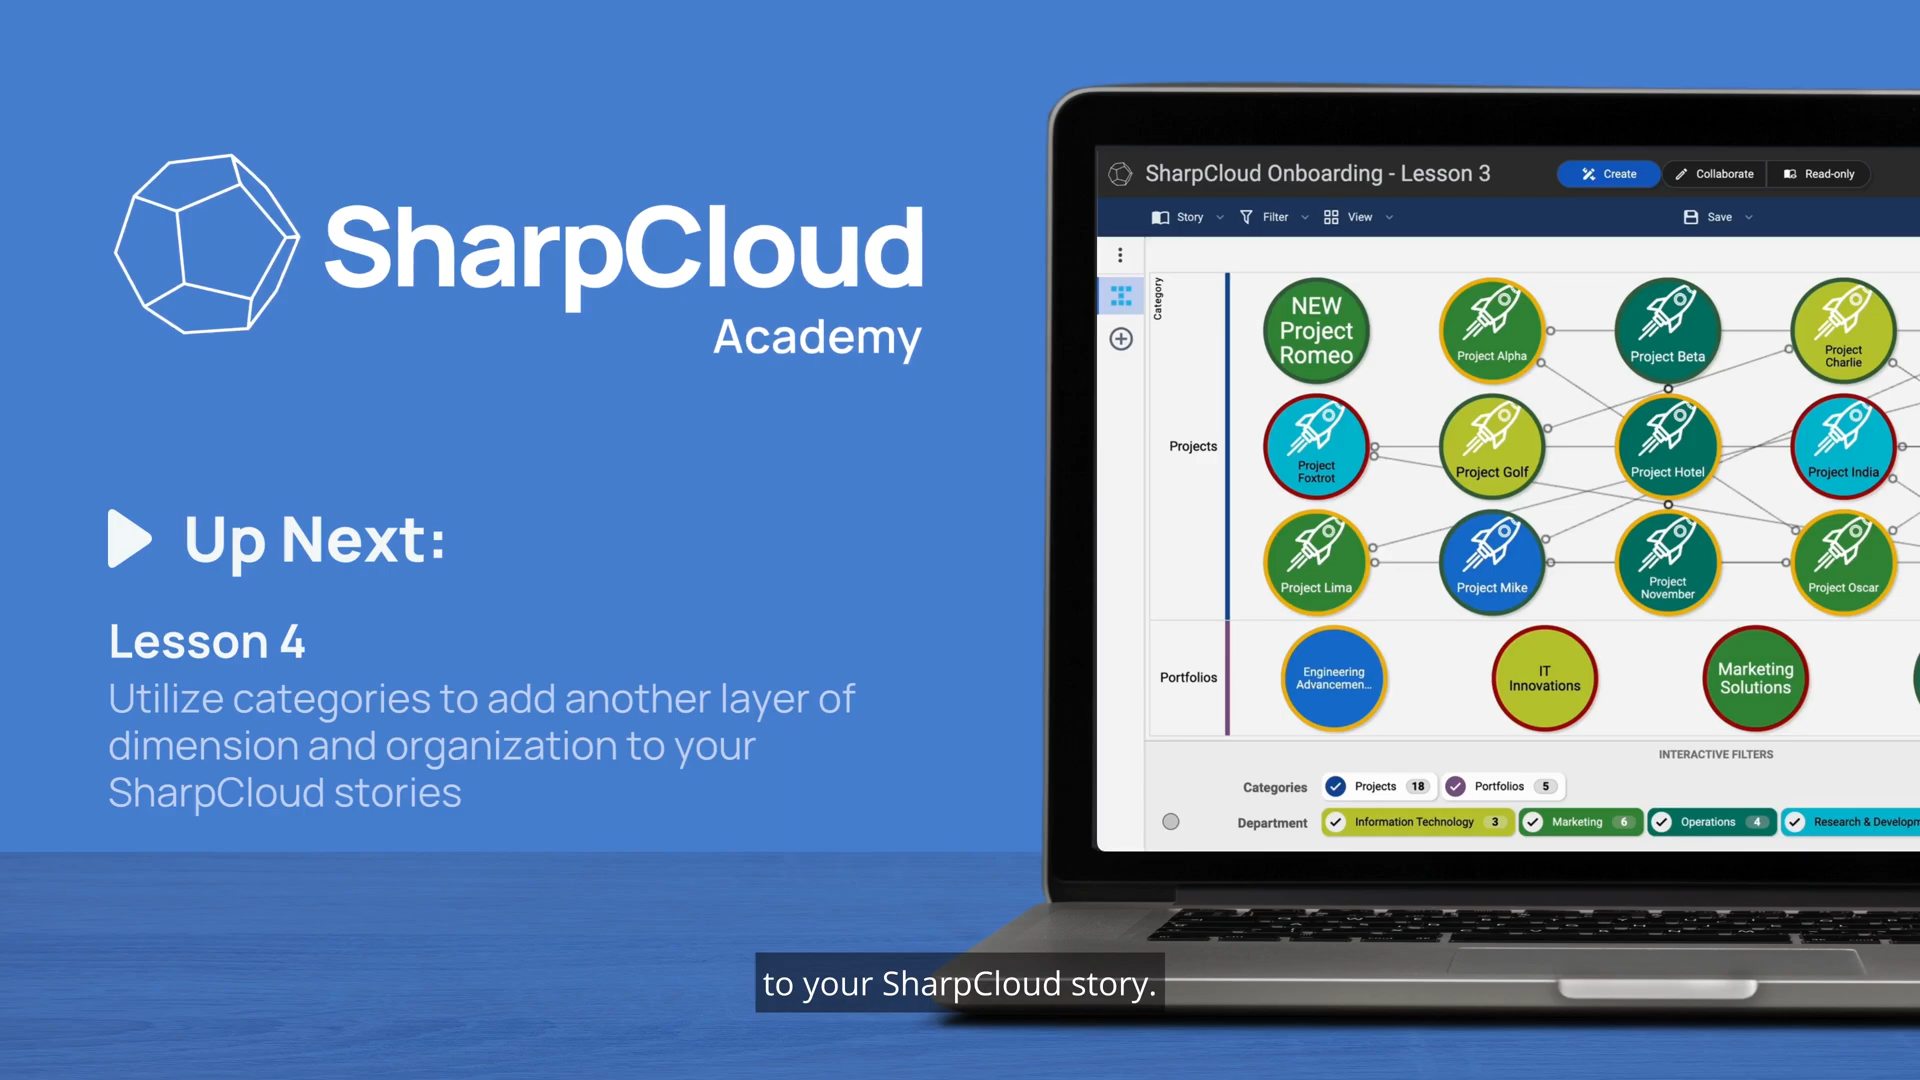 SharpCloud
Academy
Up Next:
Lesson 4
Utilize categories to add another layer of
dimension and organization to your
SharpCloud stories
SharpCloud Onboarding - Lesson 3
Create
Collaborate
Read-only
Story
Filter
View
Save
Category
Projects
NEW
Project
Romeo
Project Alpha
Project Beta
Project
Charlie
Project
Foxtrot
Project Golf
Project Hotel
Project India
Project Lima
Project Mike
Project
November
Project Oscar
Portfolios
Engineering
Advancemen...
IT
Innovations
Marketing
Solutions
INTERACTIVE FILTERS
Categories
Projects 18
Portfolios 5
Department
Information Technology 3
Marketing 6
Operations 4
Research & Developm
to your SharpCloud story.